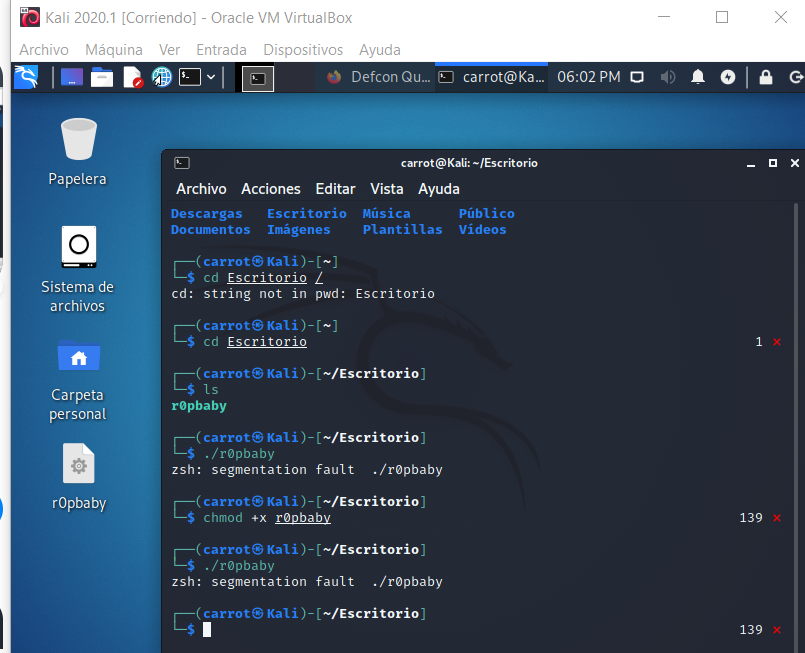 Kali 2020.1 [Corriendo] - Oracle VM VirtualBox
Archivo Máquina Ver Entrada Dispositivos Ayuda
Defcon Qu... carrot@Ka... 06:02 PM
Papelera
Sistema de
archivos
Carpeta
personal
r0pbaby
carrot@Kali: ~/Escritorio
Archivo Acciones Editar Vista Ayuda
Descargas Escritorio Música Público
Documentos Imágenes Plantillas Vídeos
┌──(carrot㉿Kali)-[~]
└─$ cd Escritorio /
cd: string not in pwd: Escritorio
┌──(carrot㉿Kali)-[~]
└─$ cd Escritorio 1 ⨯
┌──(carrot㉿Kali)-[~/Escritorio]
└─$ ls
r0pbaby
┌──(carrot㉿Kali)-[~/Escritorio]
└─$ ./r0pbaby
zsh: segmentation fault ./r0pbaby
┌──(carrot㉿Kali)-[~/Escritorio]
└─$ chmod +x r0pbaby 139 ⨯
┌──(carrot㉿Kali)-[~/Escritorio]
└─$ ./r0pbaby
zsh: segmentation fault ./r0pbaby
┌──(carrot㉿Kali)-[~/Escritorio]
└─$ 139 ⨯